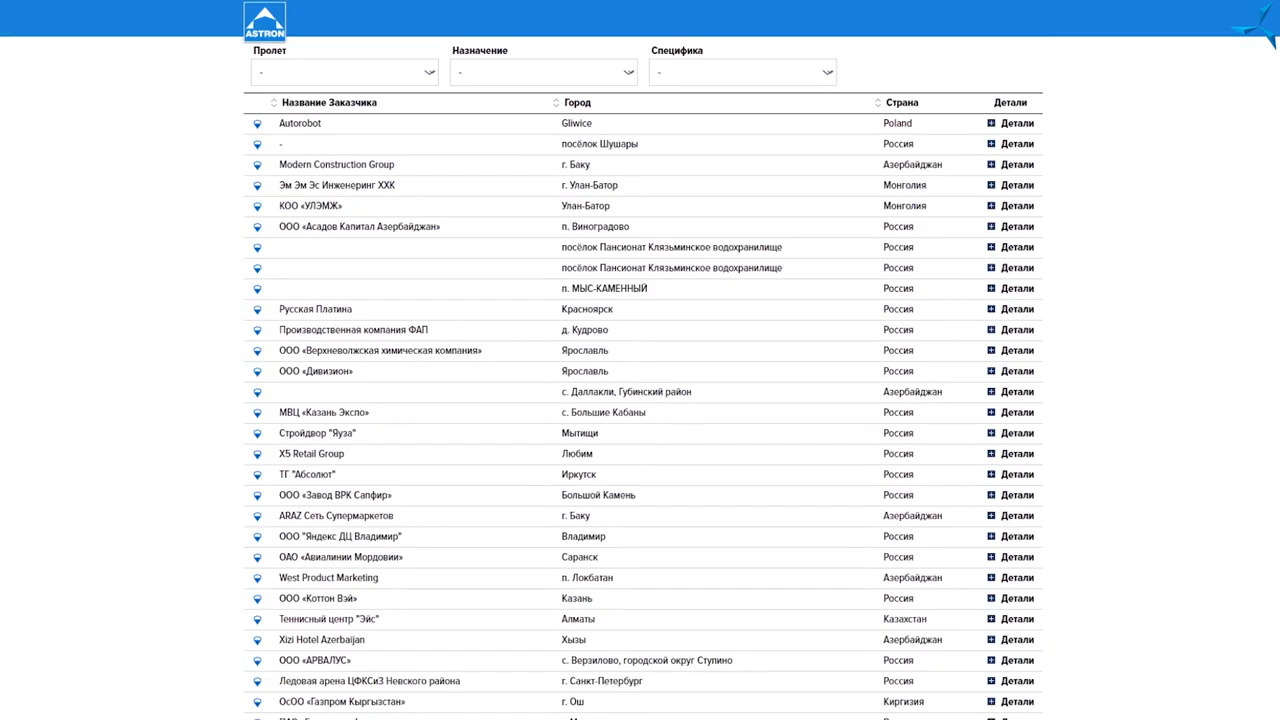 ASTRON
Пролет Назначение Специфика
- - -
Название Заказчика Город Страна Детали
Autorobot Gliwice Poland Детали
- посёлок Шушары Россия Детали
Modern Construction Group г. Баку Азербайджан Детали
Эм Эм Эс Инженеринг ХХК г. Улан-Батор Монголия Детали
КОО «УЛЭМЖ» Улан-Батор Монголия Детали
ООО «Асадов Капитал Азербайджан» п. Виноградово Россия Детали
посёлок Пансионат Клязьминское водохранилище Россия Детали
посёлок Пансионат Клязьминское водохранилище Россия Детали
п. МЫС-КАМЕННЫЙ Россия Детали
Русская Платина Красноярск Россия Детали
Производственная компания ФАП д. Кудрово Россия Детали
ООО «Верхневолжская химическая компания» Ярославль Россия Детали
ООО «Дивизион» Ярославль Россия Детали
с. Даллакли, Губинский район Азербайджан Детали
МВЦ «Казань Экспо» с. Большие Кабаны Россия Детали
Стройдвор "Яуза" Мытищи Россия Детали
X5 Retail Group Любим Россия Детали
ТГ "Абсолют" Иркутск Россия Детали
ООО «Завод ВРК Сапфир» Большой Камень Россия Детали
ARAZ Сеть Супермаркетов г. Баку Азербайджан Детали
ООО "Яндекс ДЦ Владимир" Владимир Россия Детали
ОАО «Авиалинии Мордовии» Саранск Россия Детали
West Product Marketing п. Локбатан Азербайджан Детали
ООО «Коттон Вэй» Казань Россия Детали
Теннисный центр "Эйс" Алматы Казахстан Детали
Xizi Hotel Azerbaijan Хызы Азербайджан Детали
ООО «АРВАЛУС» с. Верзилово, городской округ Ступино Россия Детали
Ледовая арена ЦФКСиЗ Невского района г. Санкт-Петербург Россия Детали
ОсОО «Газпром Кыргызстан» г. Ош Киргизия Детали